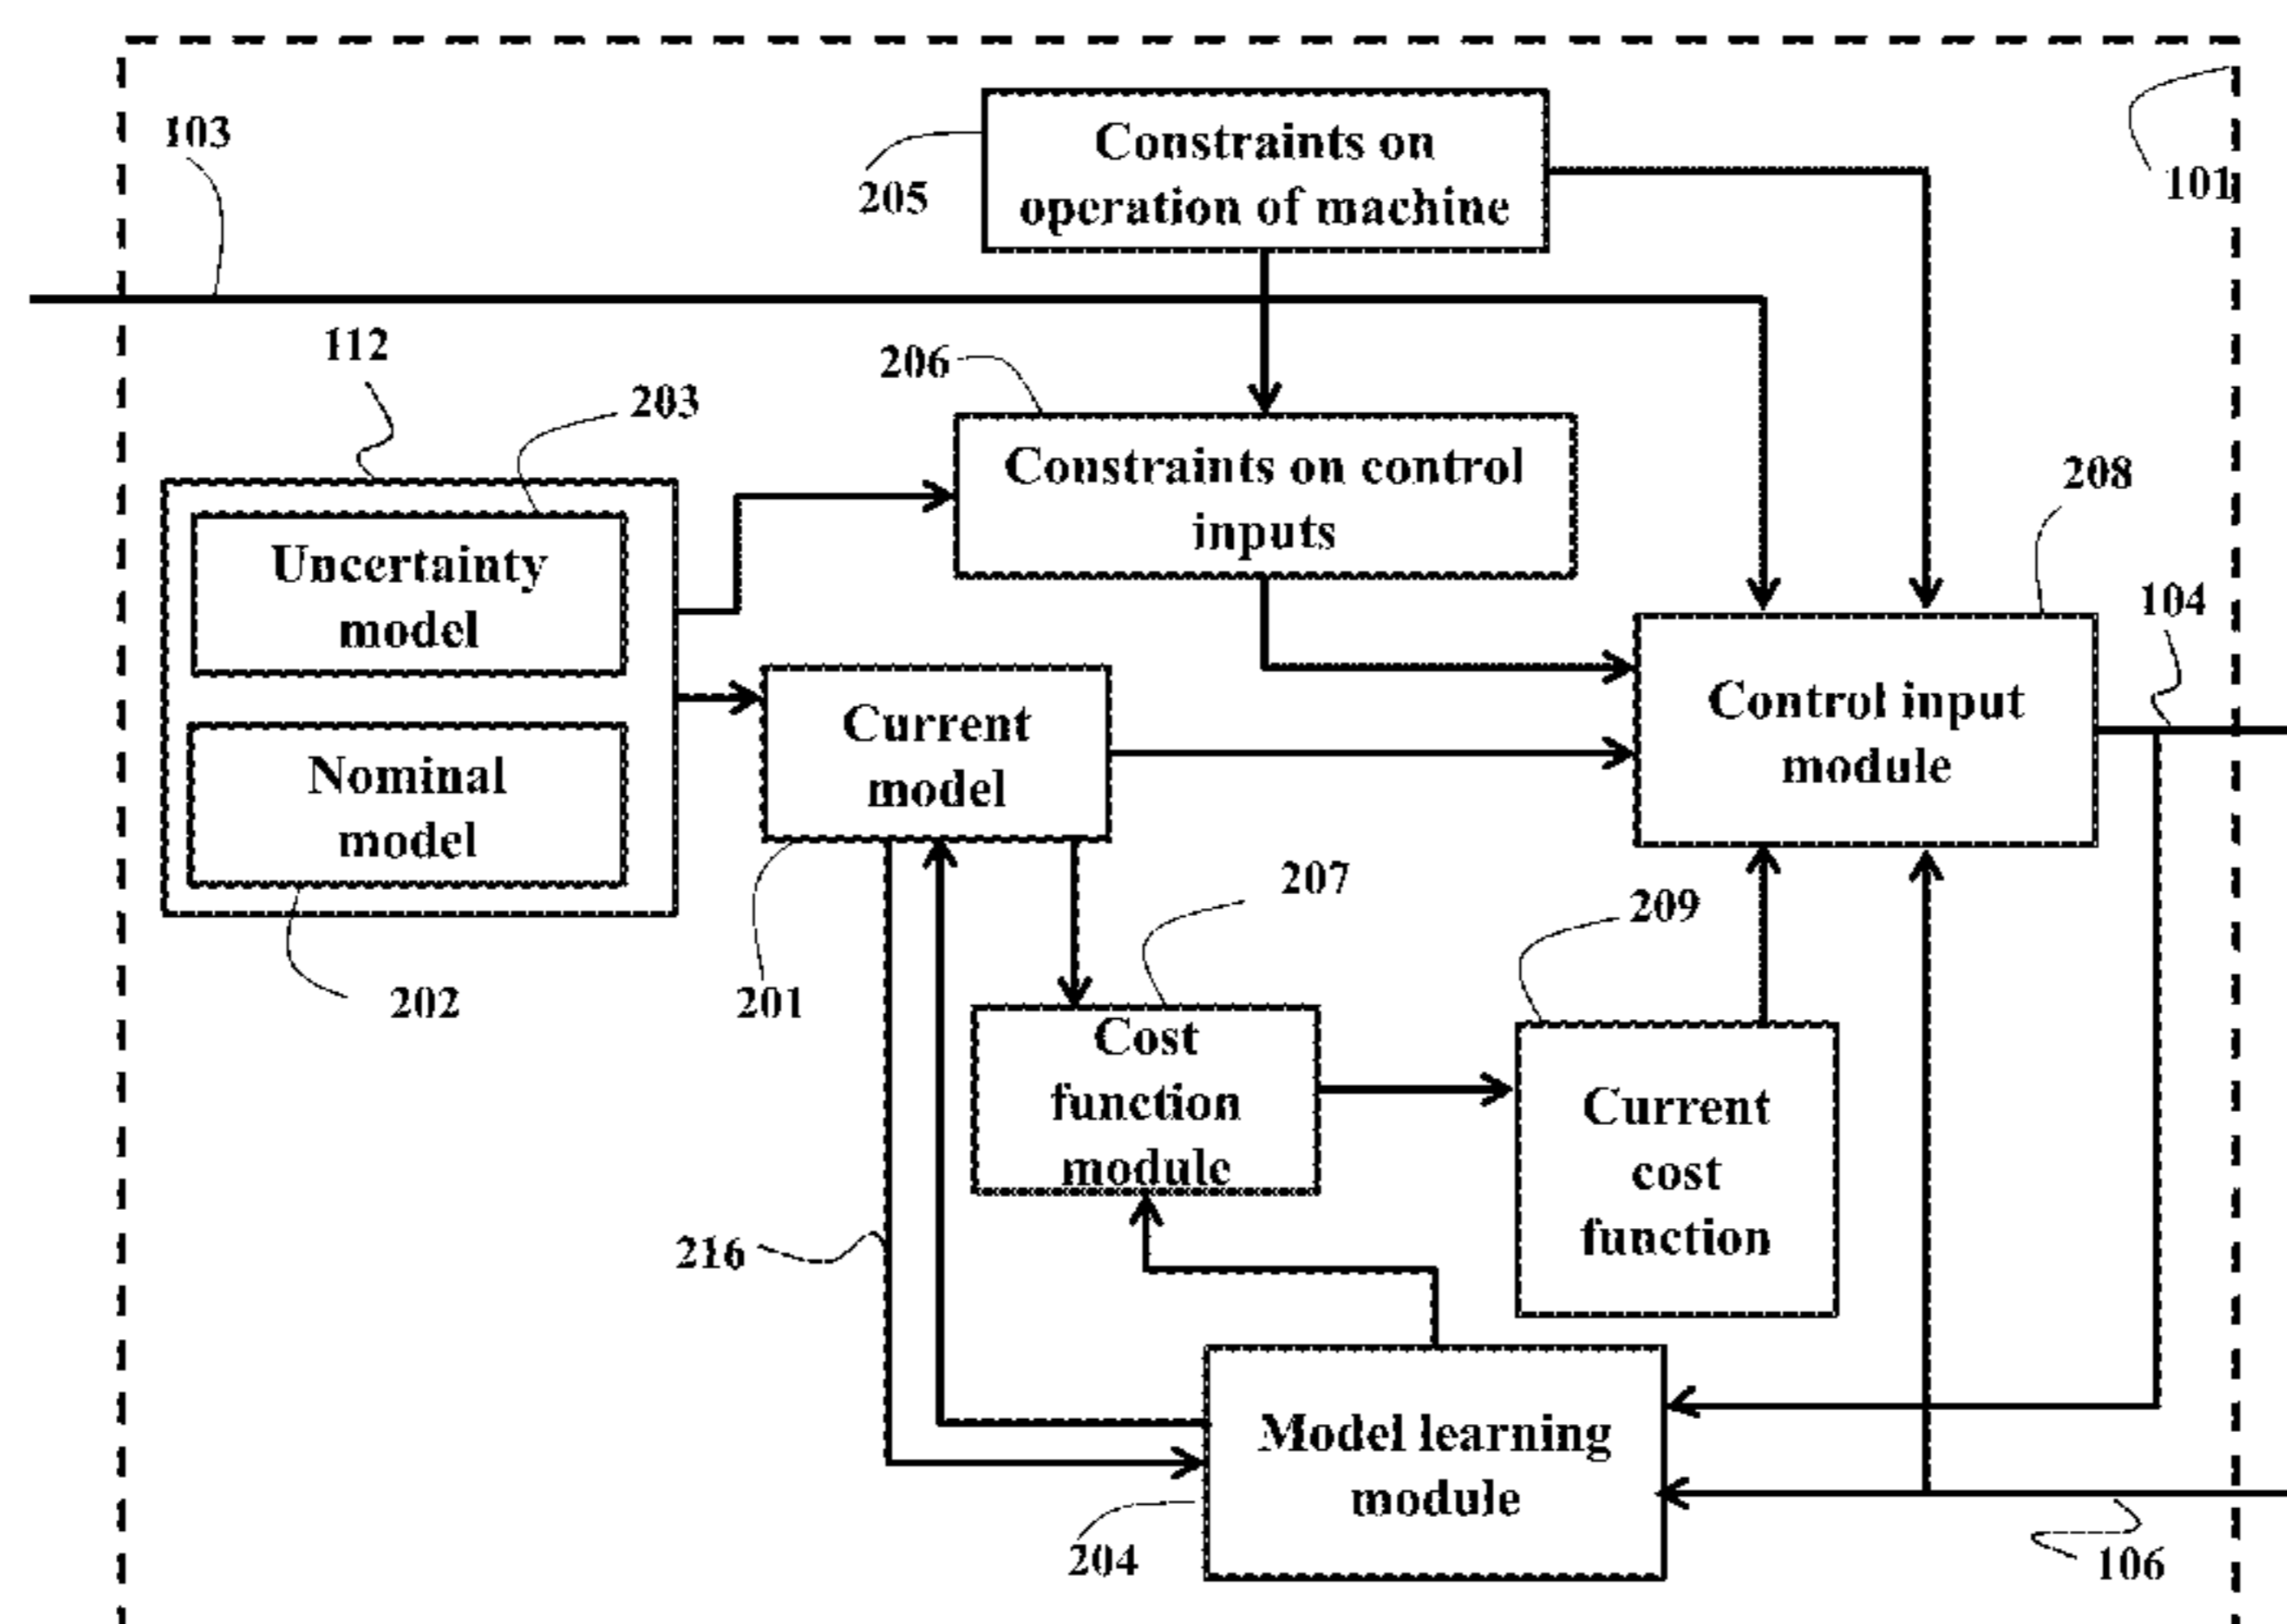 103
Constraints on
operation of machine
205
101
112
203
206
Constraints on control
inputs
208
Uncertainty
model
104
Control input
module
Current
model
Nominal
model
207
209
202
201
Cost
function
module
Current
cost
function
216
Model learning
module
204
106